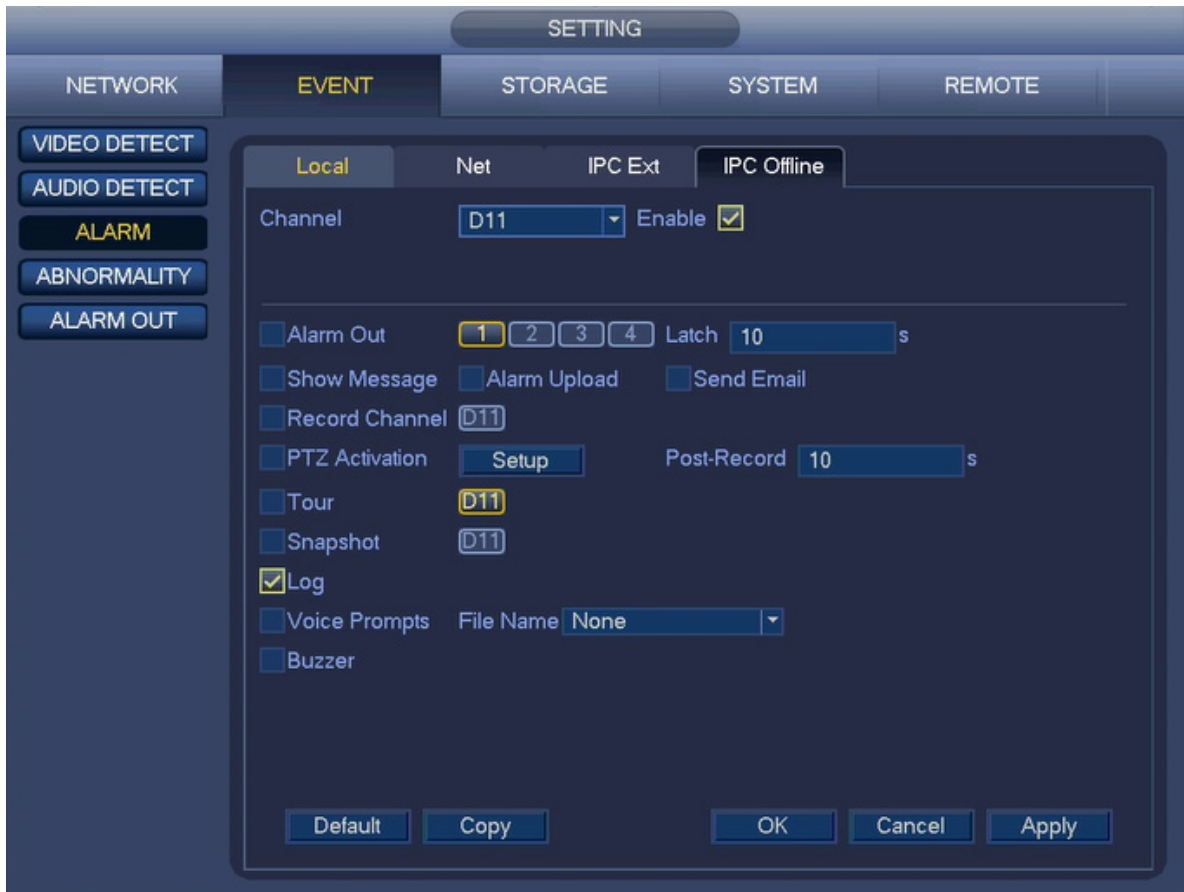 SETTING
NETWORK EVENT STORAGE SYSTEM REMOTE
VIDEO DETECT
AUDIO DETECT
ALARM
ABNORMALITY
ALARM OUT
Local Net IPC Ext IPC Offline
Channel D11 Enable
Alarm Out 1 2 3 4 Latch 10 s
Show Message Alarm Upload Send Email
Record Channel D11
PTZ Activation Setup Post-Record 10 s
Tour D11
Snapshot D11
Log
Voice Prompts File Name None
Buzzer
Default Copy OK Cancel Apply